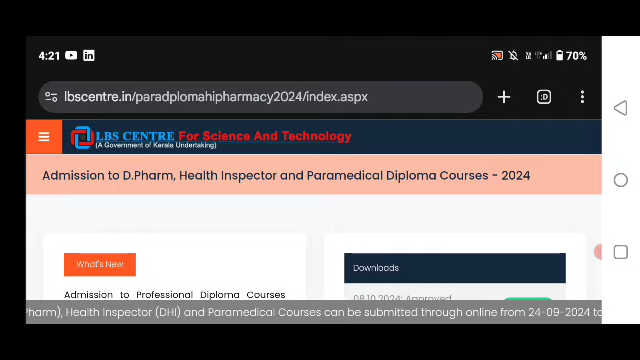 4:21
70%
lbscentre.in/paradplomahipharmacy2024/index.aspx
:D
LBS CENTRE For Science And Technology
(A Government of Kerala Undertaking)
Admission to D.Pharm, Health Inspector and Paramedical Diploma Courses - 2024
What's New
Downloads
Admission to Professional Diploma Courses
08.10.2024: Approved
Pharm), Health Inspector (DHI) and Paramedical Courses can be submitted through online from 24-09-2024 to